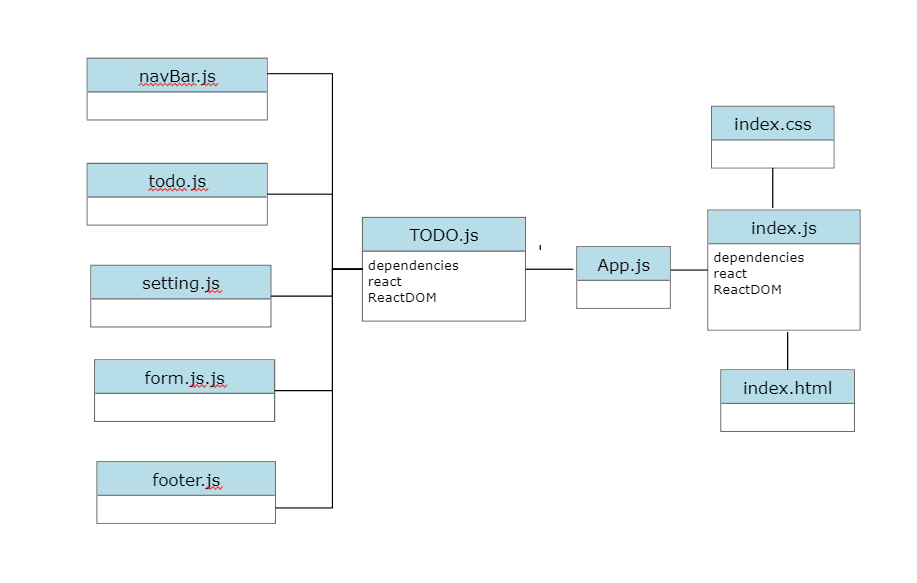 navBar.js
todo.js
setting.js
form.js.js
footer.js
TODO.js
dependencies
react
ReactDOM
App.js
index.css
index.js
dependencies
react
ReactDOM
index.html